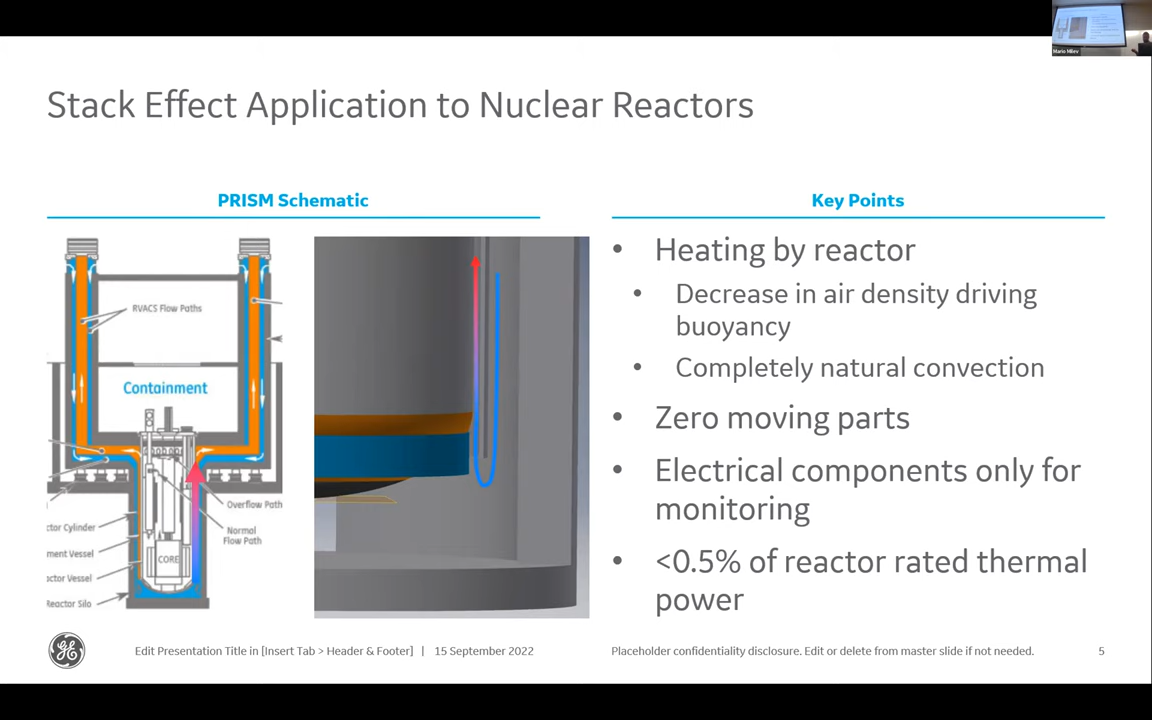 Mario Milev
Stack Effect Application to Nuclear Reactors
PRISM Schematic
RVACS Flow Paths
Containment
Overflow Path
Normal
Flow Path
CORE
ctor Cylinder
ment Vessel
actor Vessel
Reactor Silo
Key Points
• Heating by reactor
• Decrease in air density driving
buoyancy
• Completely natural convection
• Zero moving parts
• Electrical components only for
monitoring
• <0.5% of reactor rated thermal
power
Edit Presentation Title in [Insert Tab > Header & Footer] | 15 September 2022
Placeholder confidentiality disclosure. Edit or delete from master slide if not needed.
5